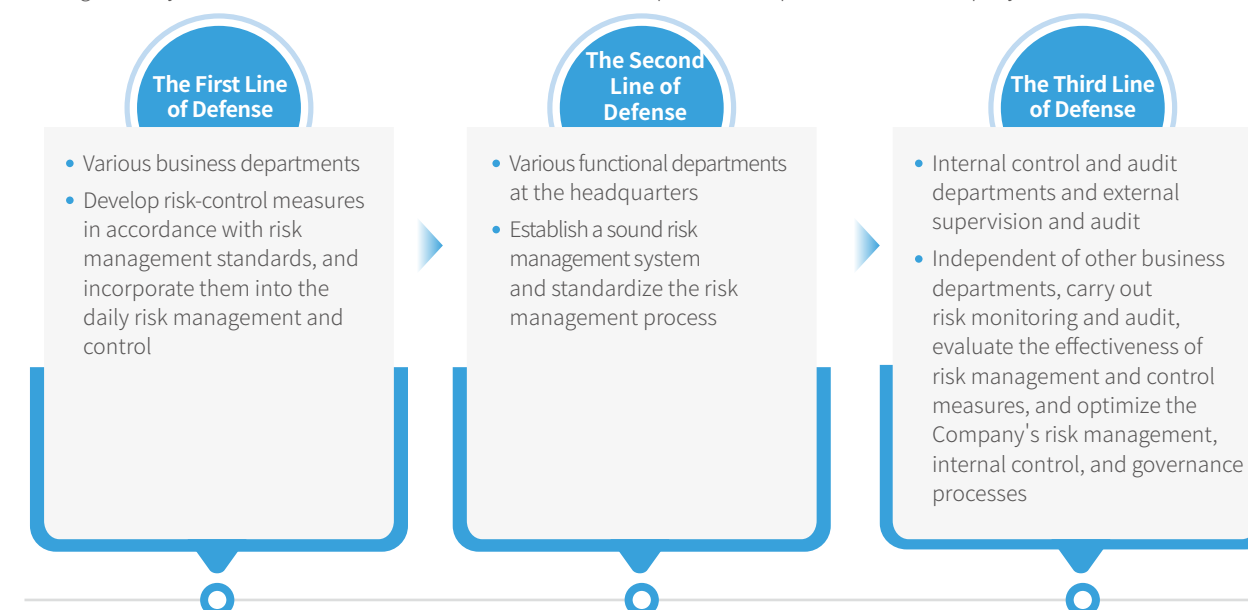 The First Line
of Defense
• Various business departments
• Develop risk-control measures
in accordance with risk
management standards, and
incorporate them into the
daily risk management and
control
The Second
Line of
Defense
• Various functional departments
at the headquarters
• Establish a sound risk
management system
and standardize the risk
management process
The Third Line
of Defense
• Internal control and audit
departments and external
supervision and audit
• Independent of other business
departments, carry out
risk monitoring and audit,
evaluate the effectiveness of
risk management and control
measures, and optimize the
Company's risk management,
internal control, and governance
processes